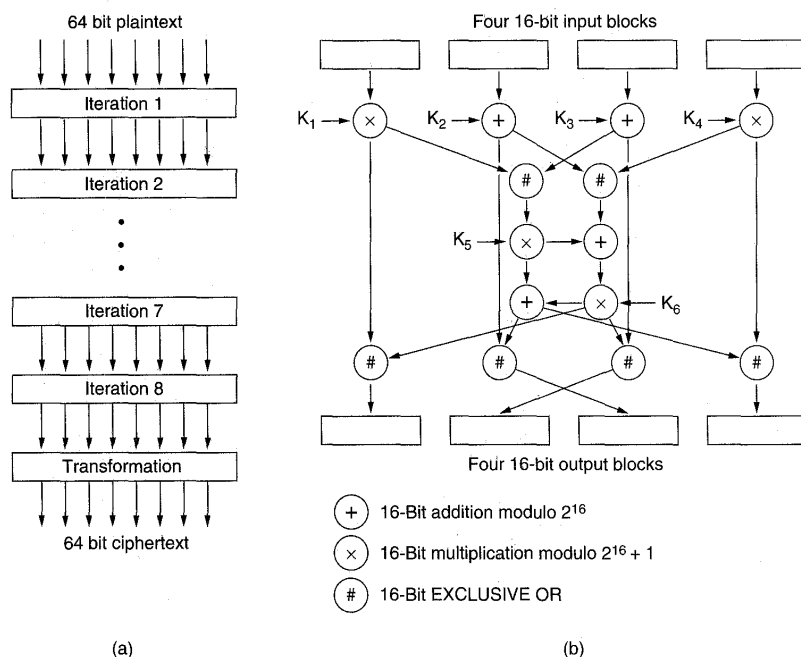 64 bit plaintext
Iteration 1
Iteration 2
Iteration 7
Iteration 8
Transformation
64 bit ciphertext
(a)
Four 16-bit input blocks
K₁ × K₂ + K₃ + K₄ ×
# #
K₅ × +
+ × K₆
# # # #
Four 16-bit output blocks
+ 16-Bit addition modulo 2¹⁶
× 16-Bit multiplication modulo 2¹⁶ + 1
# 16-Bit EXCLUSIVE OR
(b)